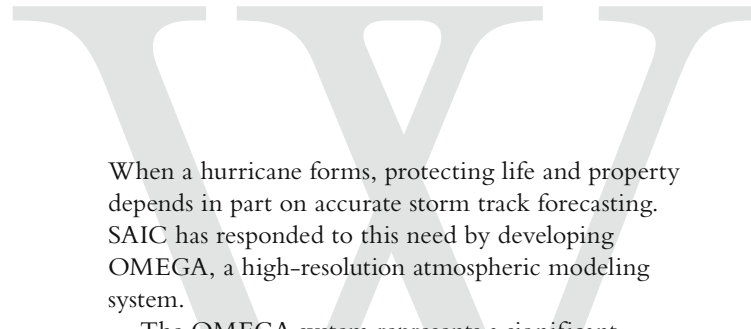 W
When a hurricane forms, protecting life and property
depends in part on accurate storm track forecasting.
SAIC has responded to this need by developing
OMEGA, a high-resolution atmospheric modeling
system.
The OMEGA system represents a significant